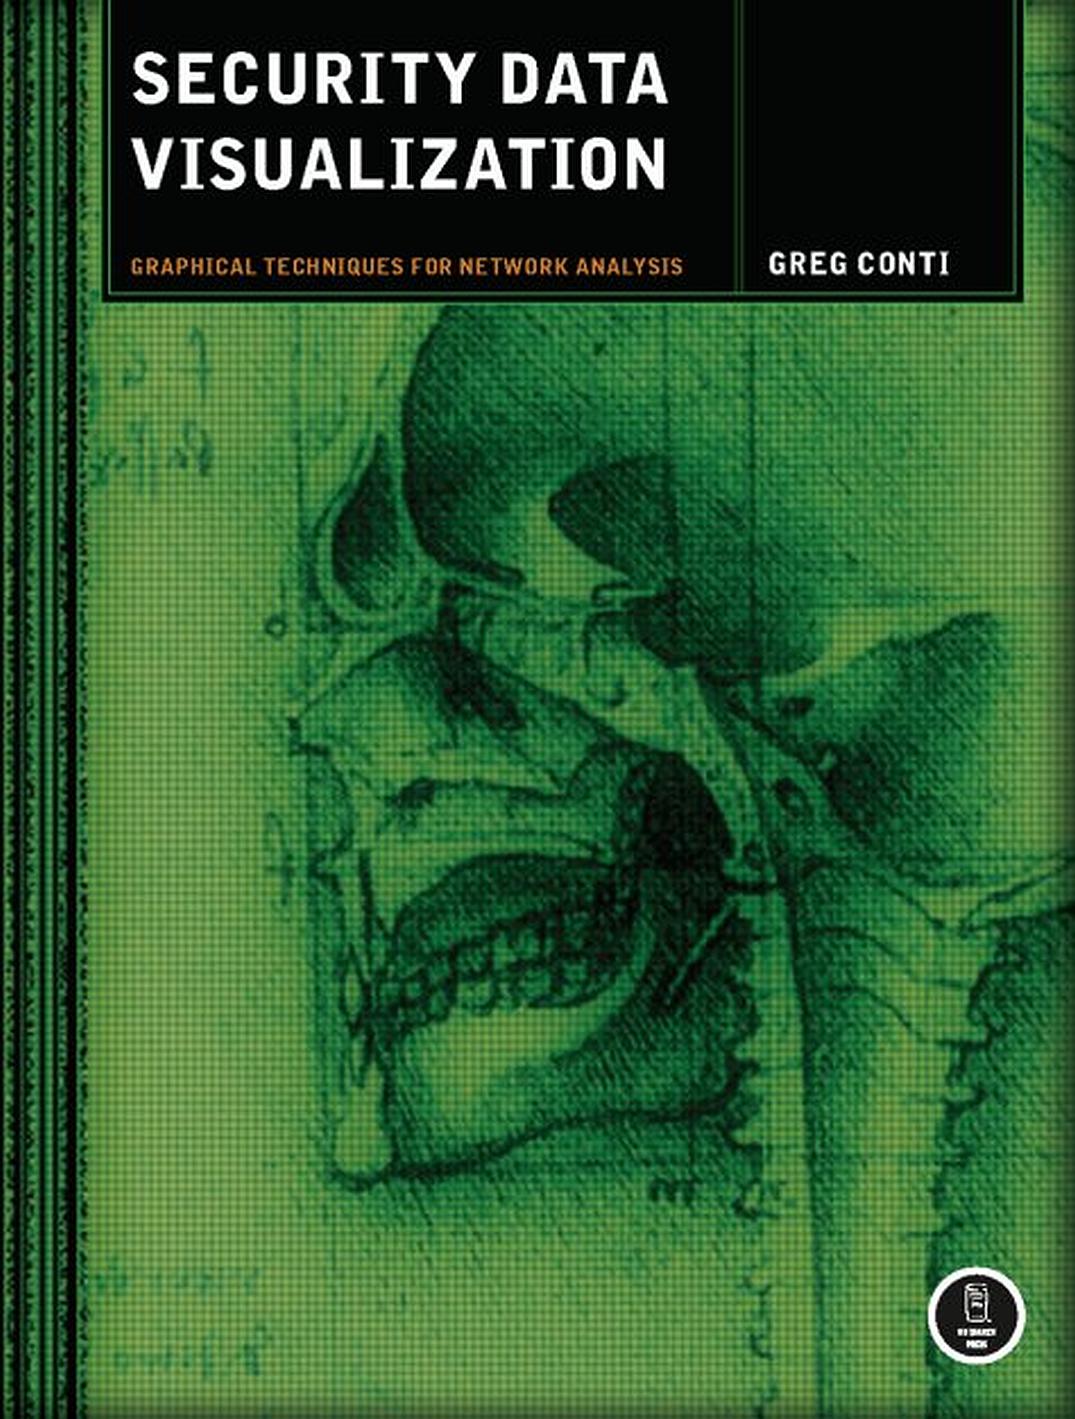 SECURITY DATA
VISUALIZATION
GRAPHICAL TECHNIQUES FOR NETWORK ANALYSIS
GREG CONTI